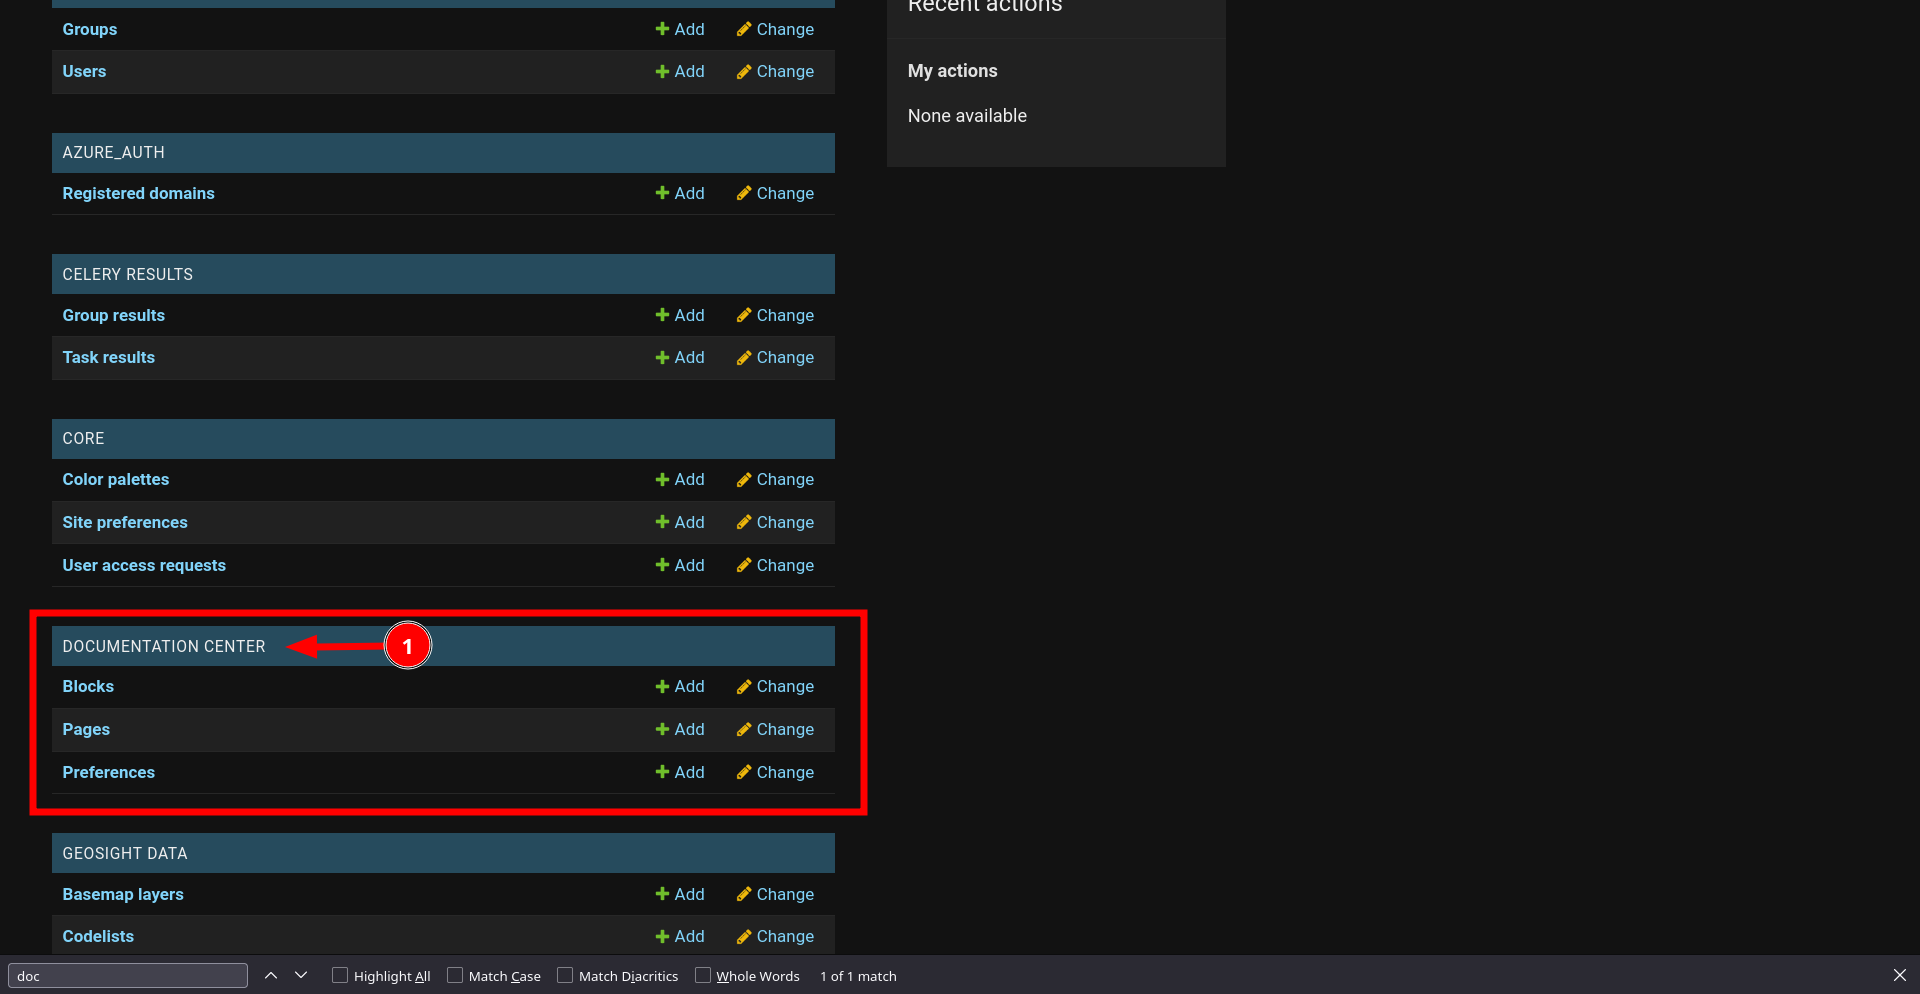 Recent actions
Groups Add Change
Users Add Change
My actions
None available
AZURE_AUTH
Registered domains Add Change
CELERY RESULTS
Group results Add Change
Task results Add Change
CORE
Color palettes Add Change
Site preferences Add Change
User access requests Add Change
DOCUMENTATION CENTER 1
Blocks Add Change
Pages Add Change
Preferences Add Change
GEOSIGHT DATA
Basemap layers Add Change
Codelists Add Change
doc Highlight All Match Case Match Diacritics Whole Words 1 of 1 match